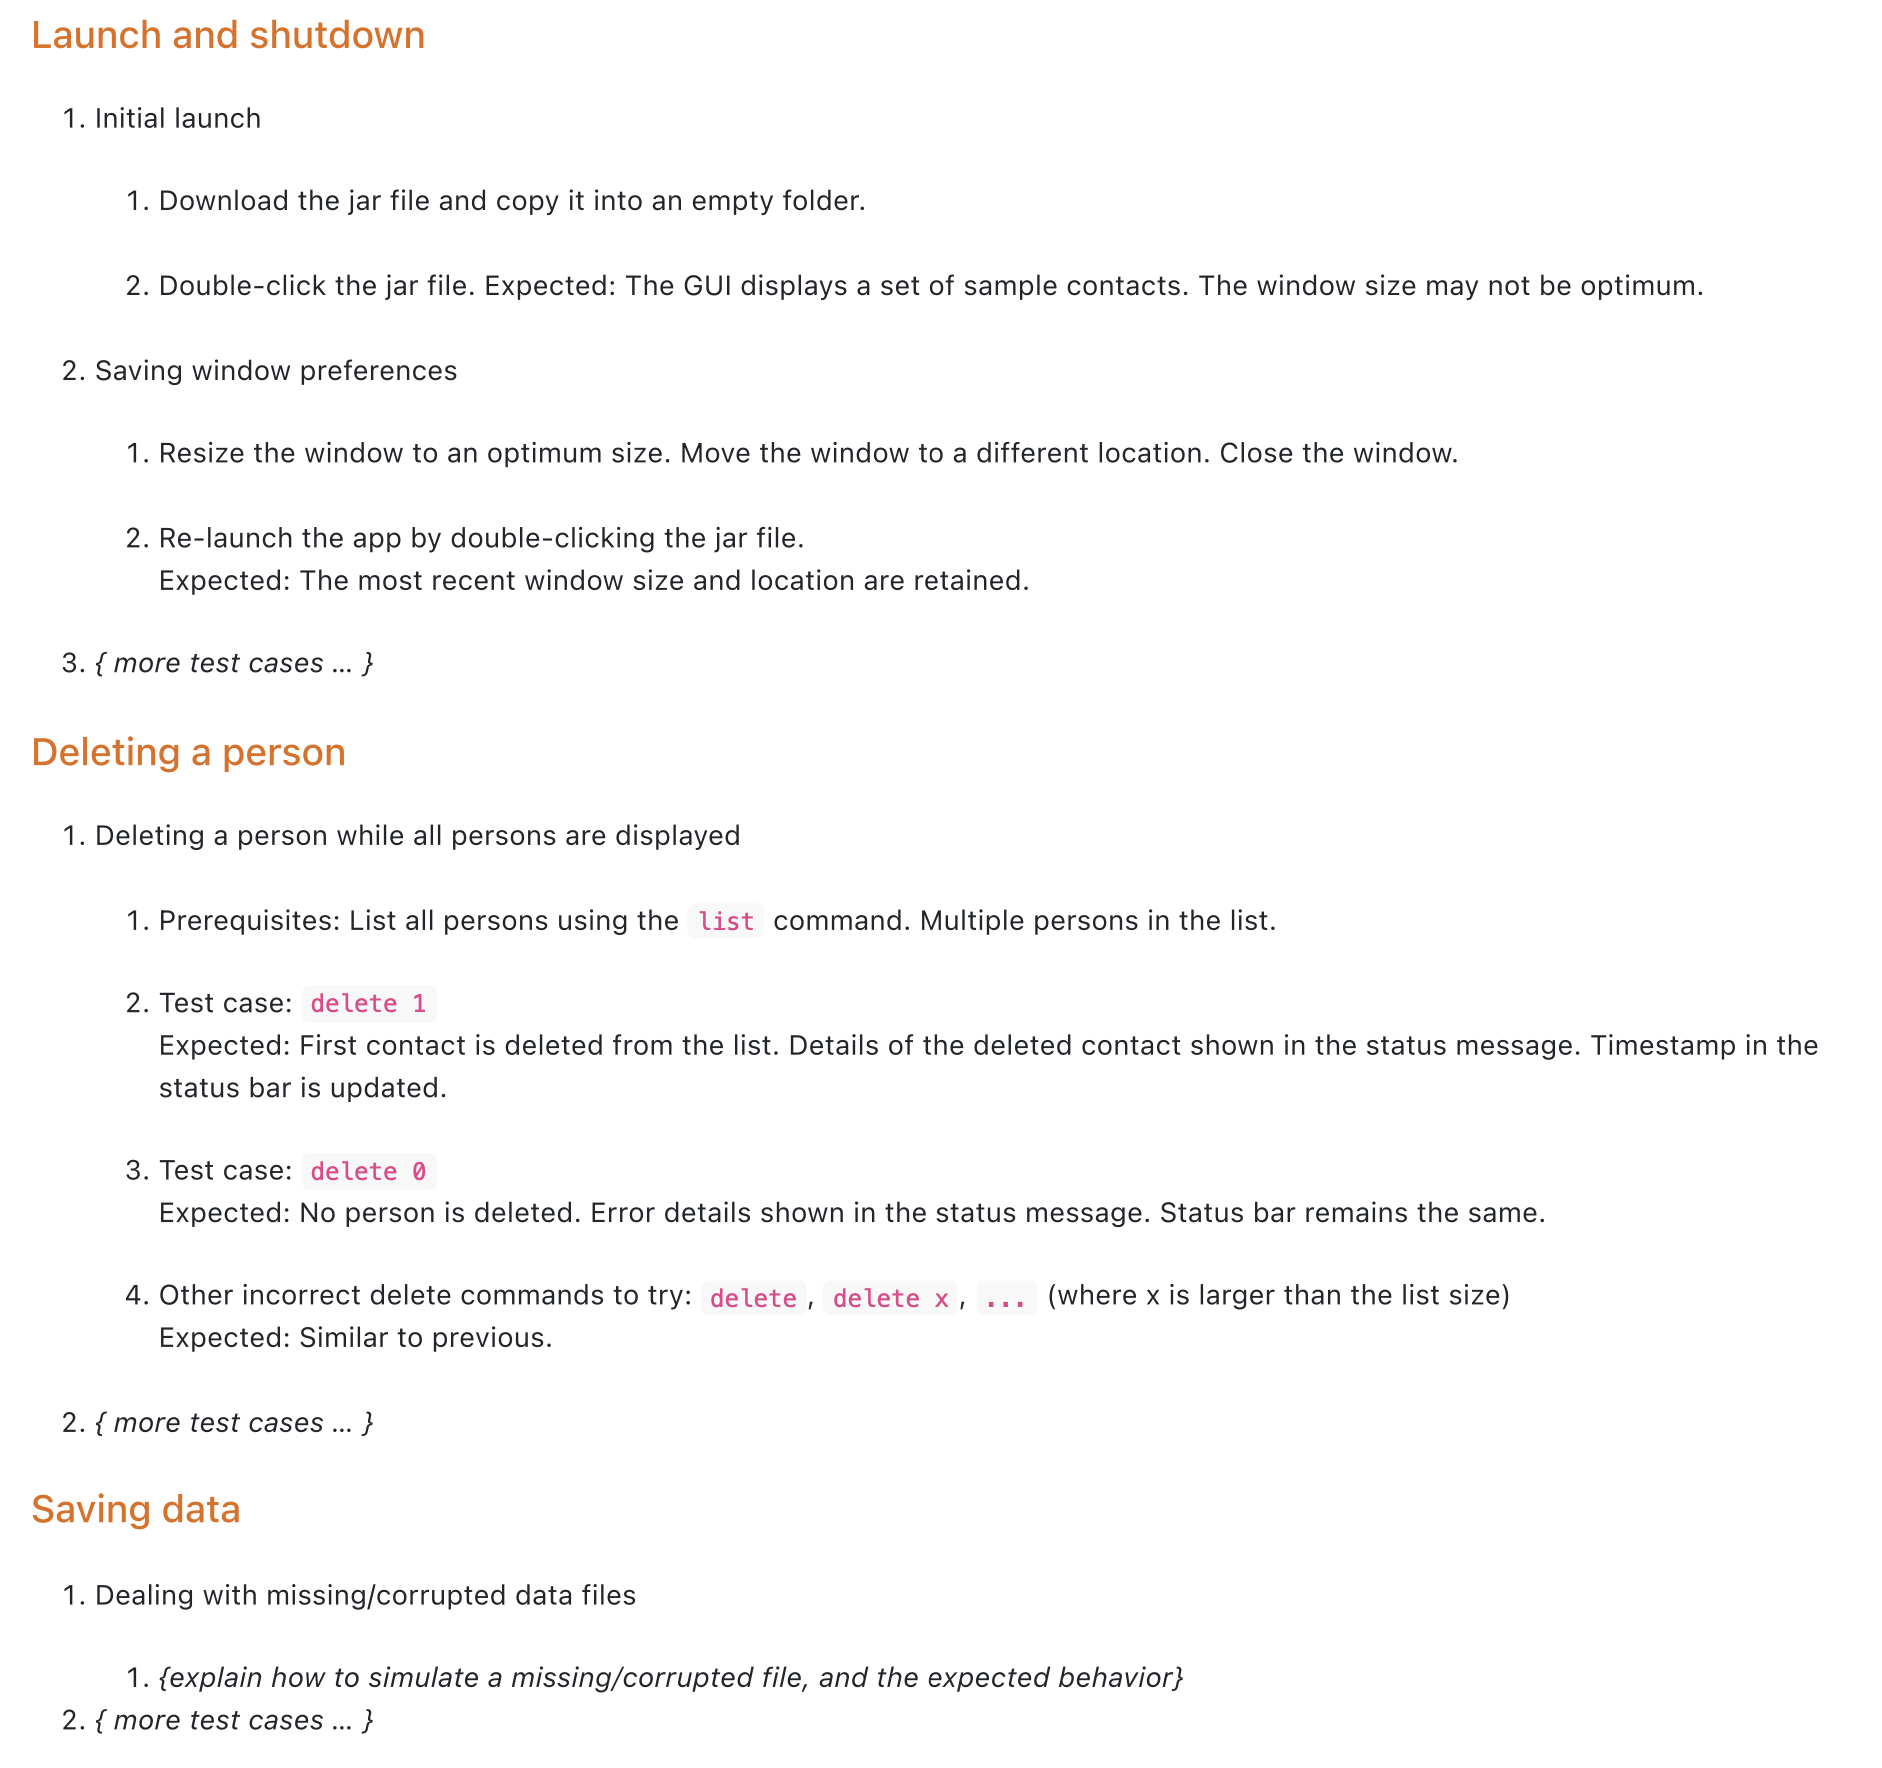 Launch and shutdown
1. Initial launch
1. Download the jar file and copy it into an empty folder.
2. Double-click the jar file. Expected: The GUI displays a set of sample contacts. The window size may not be optimum.
2. Saving window preferences
1. Resize the window to an optimum size. Move the window to a different location. Close the window.
2. Re-launch the app by double-clicking the jar file.
Expected: The most recent window size and location are retained.
3. { more test cases … }
Deleting a person
1. Deleting a person while all persons are displayed
1. Prerequisites: List all persons using the list command. Multiple persons in the list.
2. Test case: delete 1
Expected: First contact is deleted from the list. Details of the deleted contact shown in the status message. Timestamp in the
status bar is updated.
3. Test case: delete 0
Expected: No person is deleted. Error details shown in the status message. Status bar remains the same.
4. Other incorrect delete commands to try: delete, delete x, ... (where x is larger than the list size)
Expected: Similar to previous.
2. { more test cases … }
Saving data
1. Dealing with missing/corrupted data files
1. {explain how to simulate a missing/corrupted file, and the expected behavior}
2. { more test cases … }